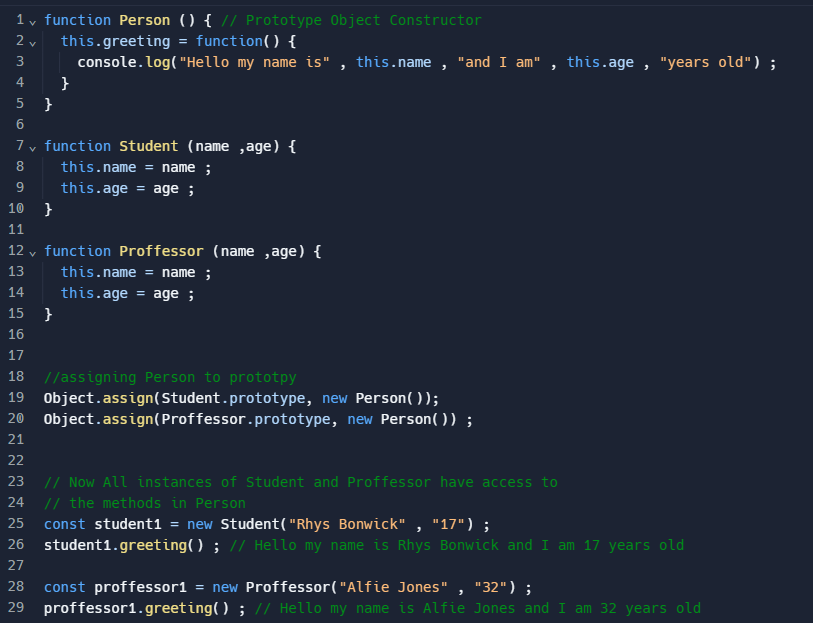 1 function Person () { // Prototype Object Constructor
2 this.greeting = function() {
3 console.log("Hello my name is" , this.name , "and I am" , this.age , "years old") ;
4 }
5 }
6
7 function Student (name ,age) {
8 this.name = name ;
9 this.age = age ;
10 }
11
12 function Proffessor (name ,age) {
13 this.name = name ;
14 this.age = age ;
15 }
16
17
18 //assigning Person to prototpy
19 Object.assign(Student.prototype, new Person());
20 Object.assign(Proffessor.prototype, new Person()) ;
21
22
23 // Now All instances of Student and Proffessor have access to
24 // the methods in Person
25 const student1 = new Student("Rhys Bonwick" , "17") ;
26 student1.greeting() ; // Hello my name is Rhys Bonwick and I am 17 years old
27
28 const proffessor1 = new Proffessor("Alfie Jones" , "32") ;
29 proffessor1.greeting() ; // Hello my name is Alfie Jones and I am 32 years old